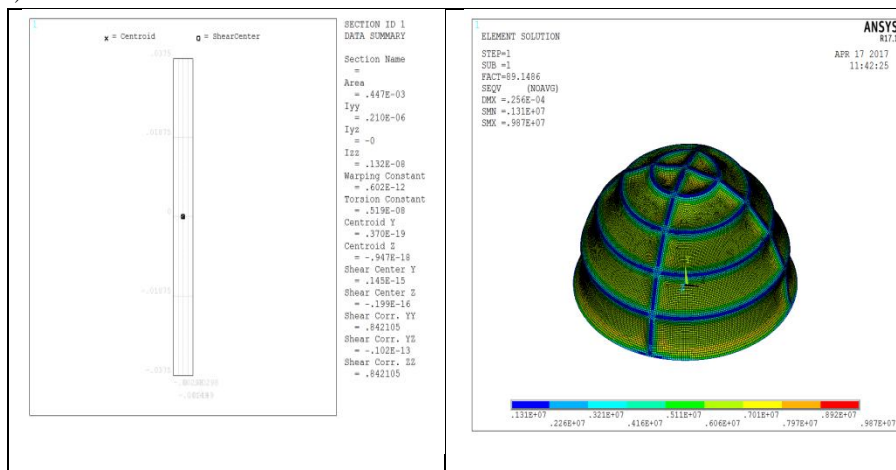 1
x = Centroid
o = ShearCenter
SECTION ID 1
DATA SUMMARY
Section Name
=
Area
= .447E-03
Iyy
= .210E-06
Iyz
= -0
Izz
= .132E-08
Warping Constant
= .602E-12
Torsion Constant
= .519E-08
Centroid Y
= .370E-19
Centroid Z
= -.947E-18
Shear Center Y
= .145E-15
Shear Center Z
= -.199E-16
Shear Corr. YY
= .842105
Shear Corr. YZ
= -.102E-13
Shear Corr. ZZ
= .842105
.0375
.01875
0
-.01875
-.0375
1
ELEMENT SOLUTION
STEP=1
SUB =1
FACT=89.1486
SEQV (NOAVG)
DMX =.256E-04
SMN =.131E+07
SMX =.987E+07
ANSYS
APR 17 2017
11:42:25
.131E+07 .321E+07 .511E+07 .701E+07 .892E+07
.226E+07 .416E+07 .606E+07 .797E+07 .987E+07